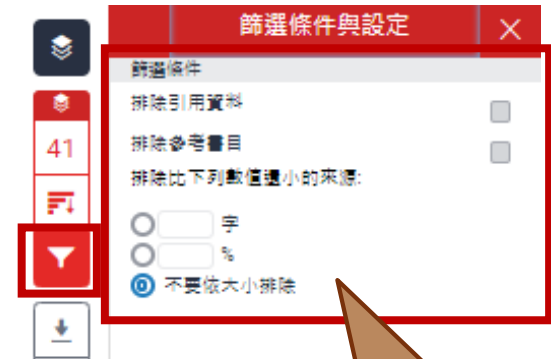 篩選條件與設定
篩選條件
排除引用資料
41
排除參考書目
排除比下列數值還小的來源:
字
%
不要依大小排除